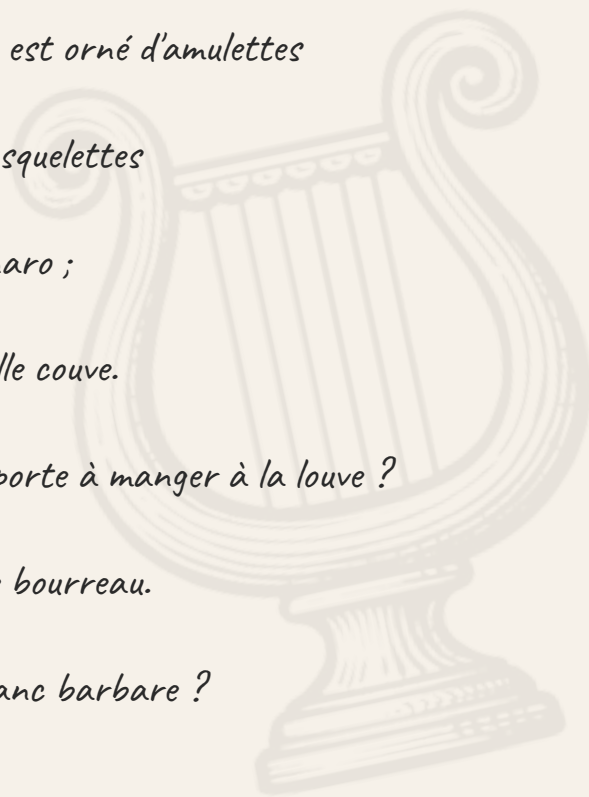 est orné d'amulettes
squelettes
aro ;
lle couve.
porte à manger à la louve ?
bourreau.
anc barbare ?